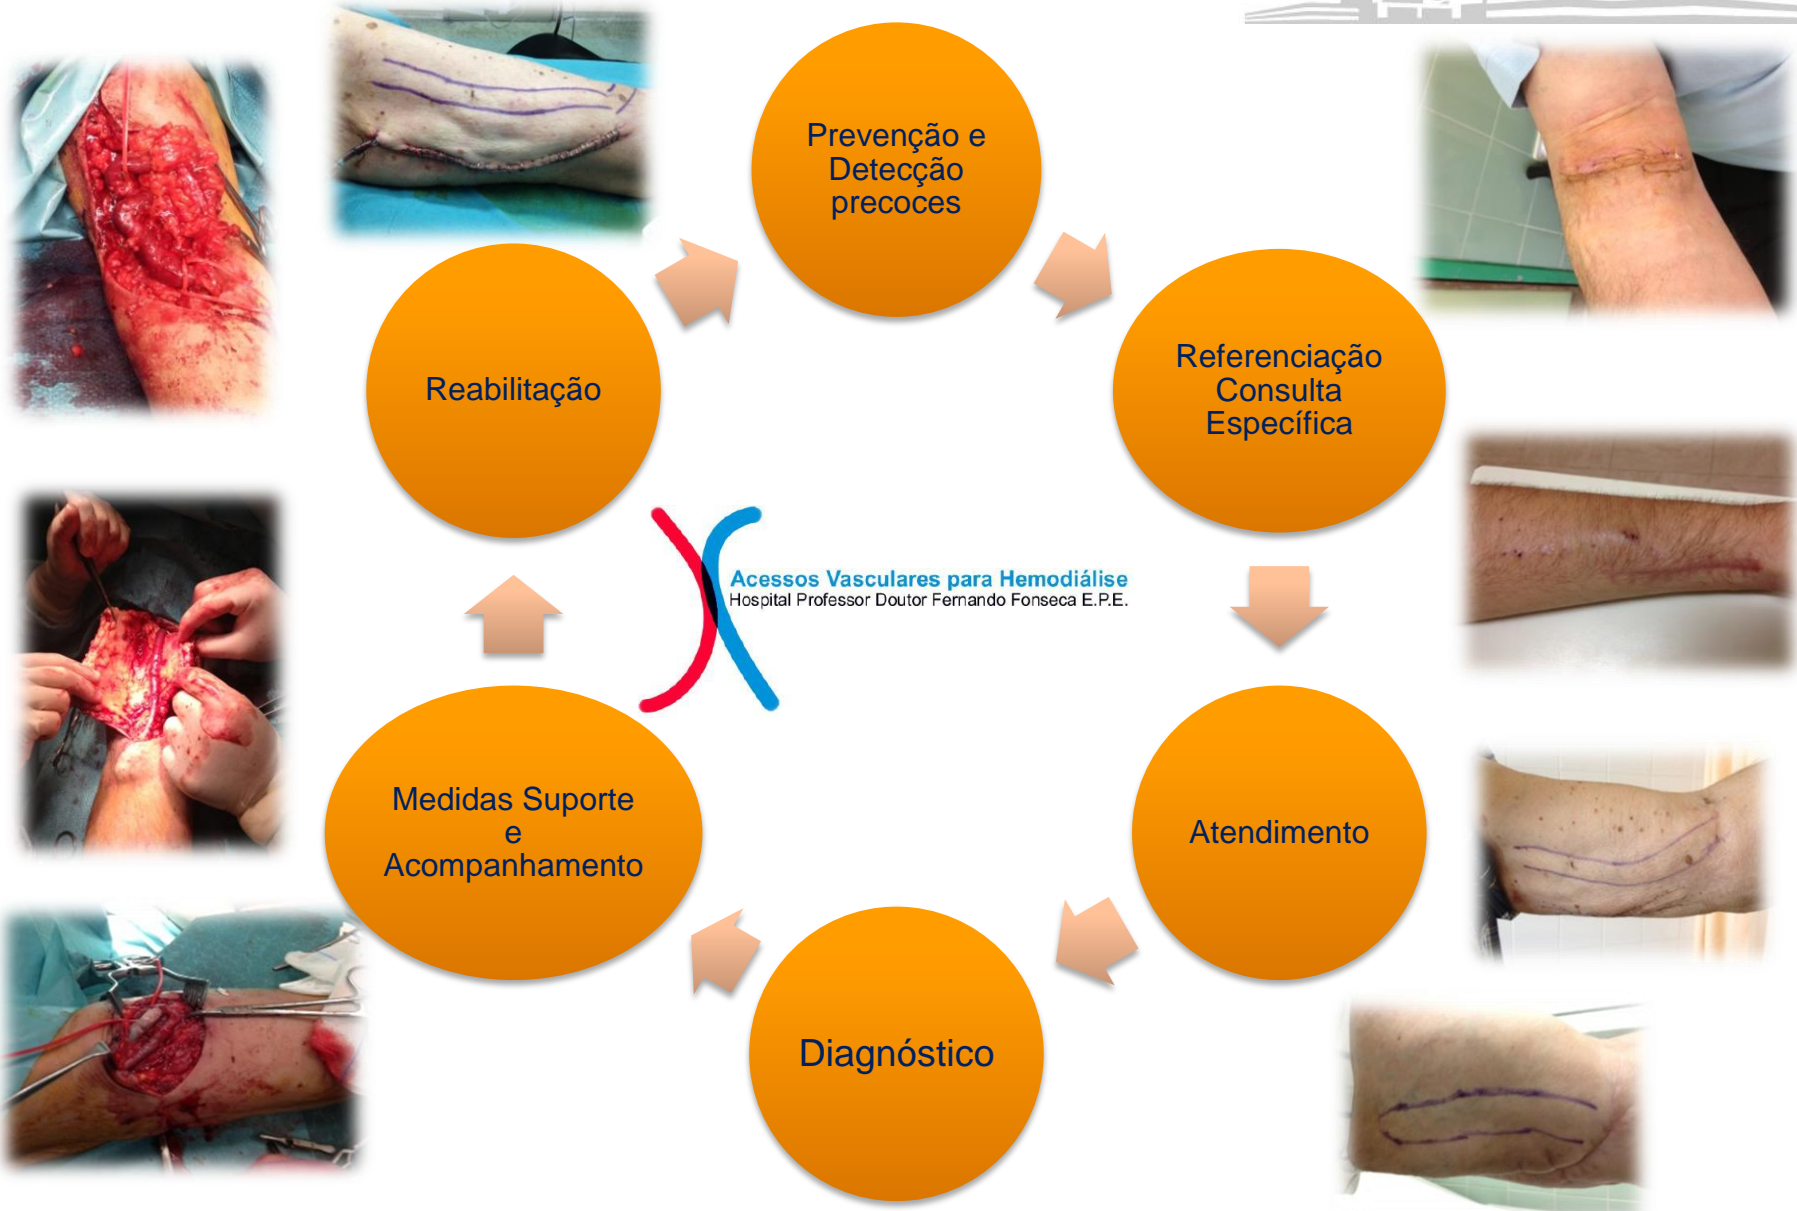 Prevenção e
Detecção
precoces
Referenciação
Consulta
Específica
Atendimento
Diagnóstico
Medidas Suporte
e
Acompanhamento
Reabilitação
Acessos Vasculares para Hemodiálise
Hospital Professor Doutor Fernando Fonseca E.P.E.